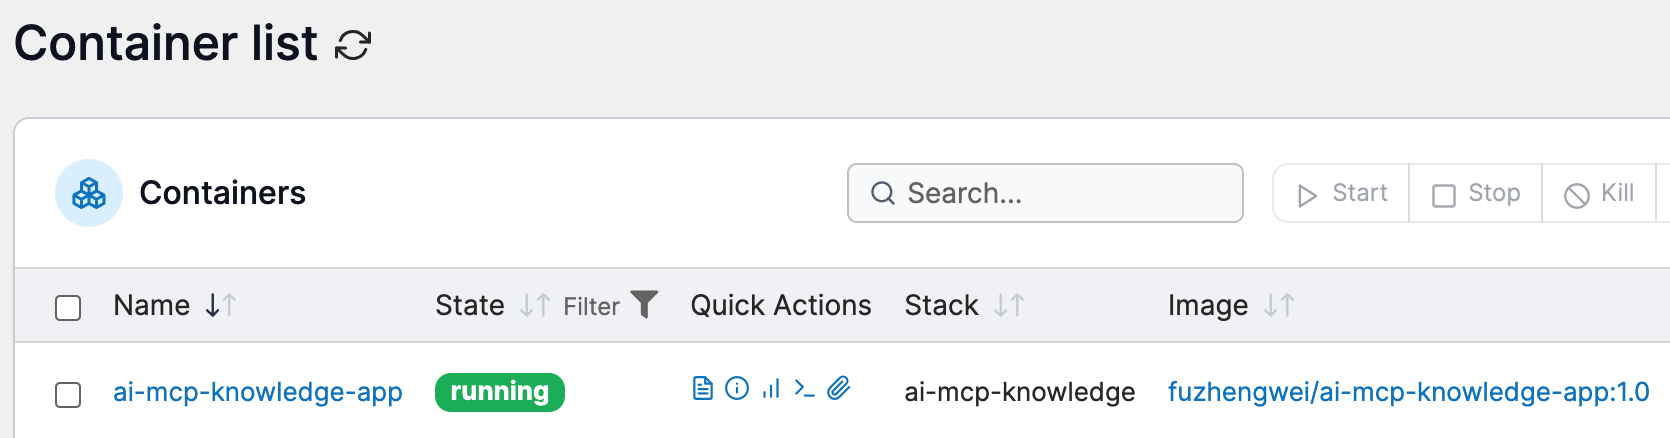 Container list
Containers
Search...
Start Stop Kill
Name State Filter Quick Actions Stack Image
ai-mcp-knowledge-app running ai-mcp-knowledge fuzhengwei/ai-mcp-knowledge-app:1.0